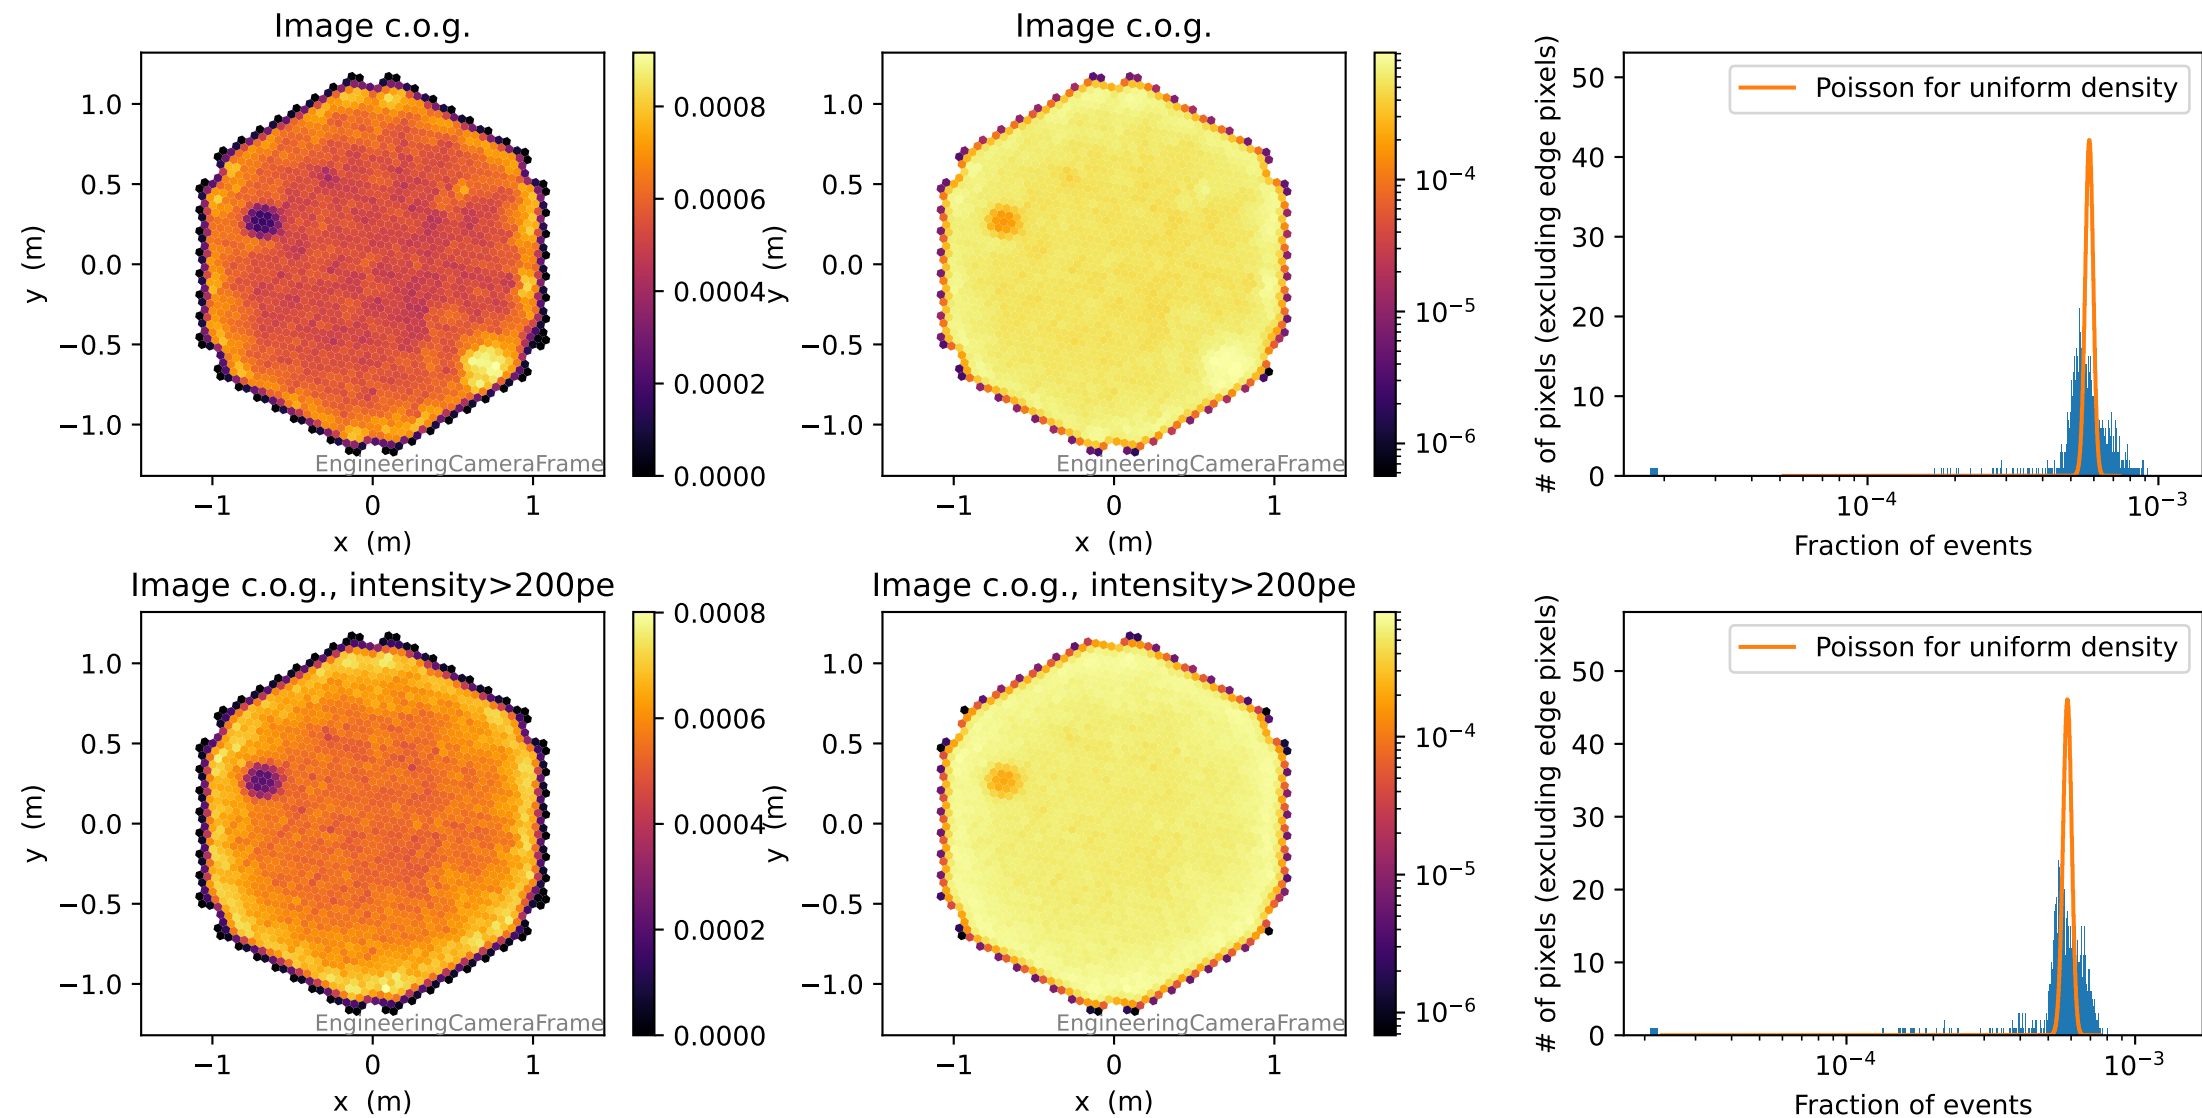 Image c.o.g.
1.0
0.5
0.0
−0.5
−1.0
y (m)
−1
0
1
x (m)
EngineeringCameraFrame
0.0008
0.0006
0.0004
0.0002
0.0000
Image c.o.g.
1.0
0.5
0.0
−0.5
−1.0
y (m)
−1
0
1
x (m)
EngineeringCameraFrame
10⁻⁴
10⁻⁵
10⁻⁶
# of pixels (excluding edge pixels)
50
40
30
20
10
0
Poisson for uniform density
10⁻⁴
10⁻³
Fraction of events
Image c.o.g., intensity>200pe
1.0
0.5
0.0
−0.5
−1.0
y (m)
−1
0
1
x (m)
EngineeringCameraFrame
0.0008
0.0006
0.0004
0.0002
0.0000
Image c.o.g., intensity>200pe
1.0
0.5
0.0
−0.5
−1.0
y (m)
−1
0
1
x (m)
EngineeringCameraFrame
10⁻⁴
10⁻⁵
10⁻⁶
# of pixels (excluding edge pixels)
50
40
30
20
10
0
Poisson for uniform density
10⁻⁴
10⁻³
Fraction of events